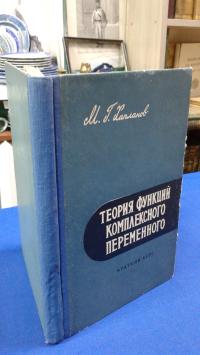 М. Г. Хапланов
ТЕОРИЯ ФУНКЦИЙ
КОМПЛЕКСНОГО
ПЕРЕМЕННОГО
КРАТКИЙ КУРС